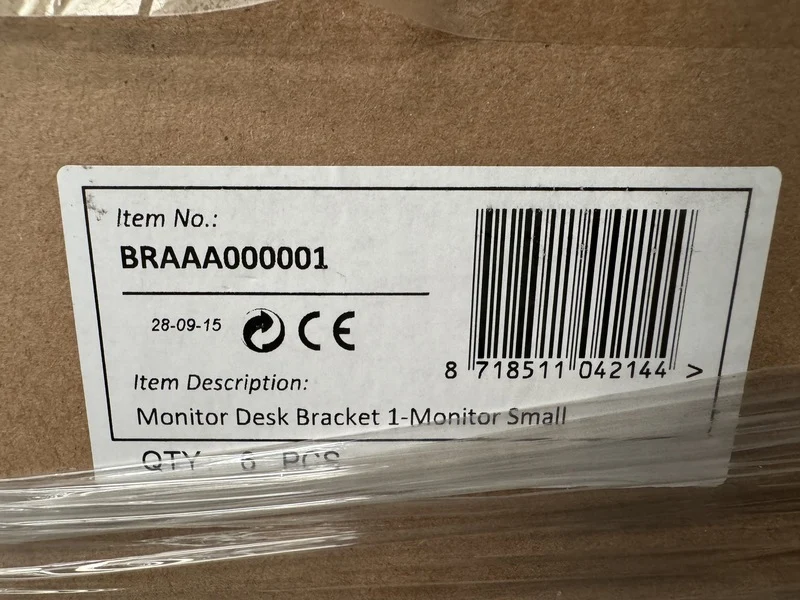 Item No.:
BRAAA000001
28-09-15 CE
8 718511 042144 >
Item Description:
Monitor Desk Bracket 1-Monitor Small
QTY 6 PCS